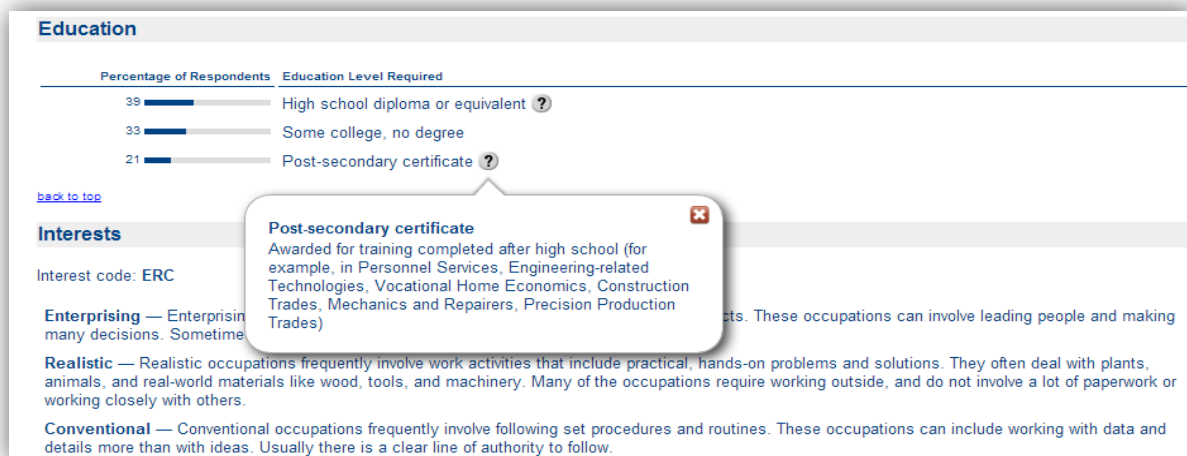 Education
Percentage of Respondents Education Level Required
39 High school diploma or equivalent ?
33 Some college, no degree
21 Post-secondary certificate ?
back to top
Post-secondary certificate
Awarded for training completed after high school (for
example, in Personnel Services, Engineering-related
Technologies, Vocational Home Economics, Construction
Trades, Mechanics and Repairers, Precision Production
Trades)
Interests
Interest code: ERC
Enterprising — cts. These occupations can involve leading people and making
many decisions.
Realistic — Realistic occupations frequently involve work activities that include practical, hands-on problems and solutions. They often deal with plants,
animals, and real-world materials like wood, tools, and machinery. Many of the occupations require working outside, and do not involve a lot of paperwork or
working closely with others.
Conventional — Conventional occupations frequently involve following set procedures and routines. These occupations can include working with data and
details more than with ideas. Usually there is a clear line of authority to follow.